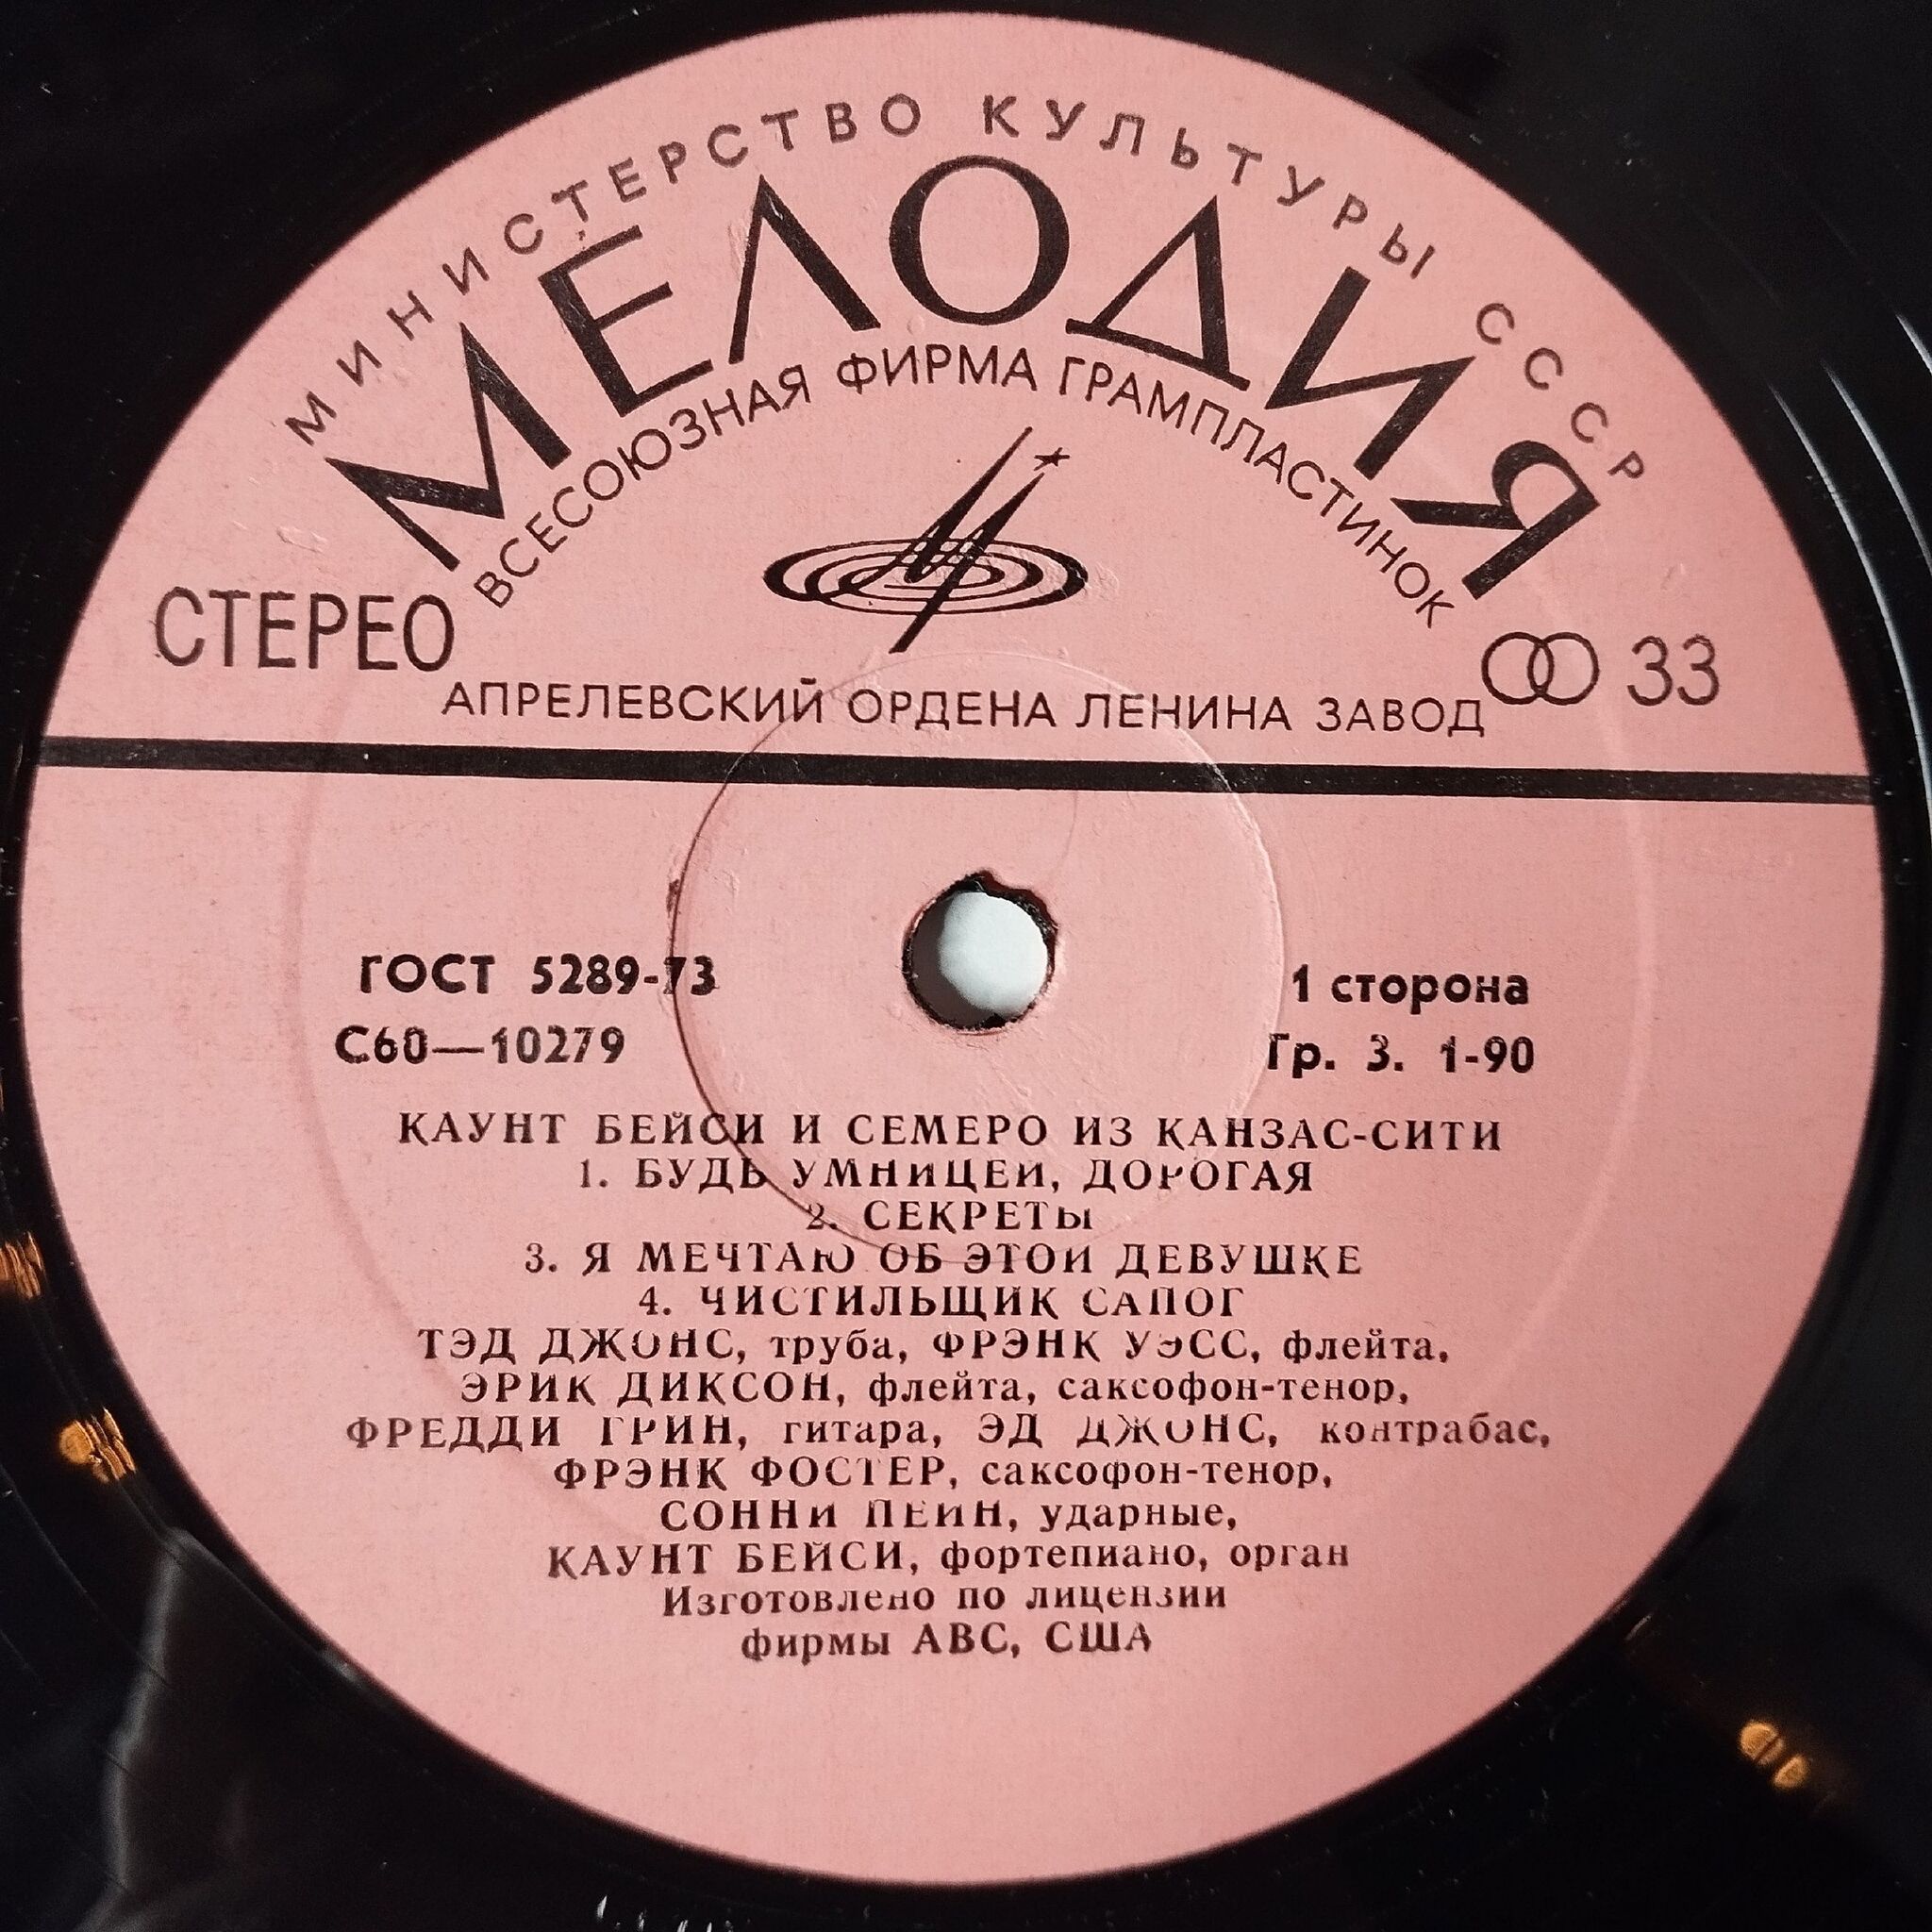 МИНИСТЕРСТВО КУЛЬТУРЫ СССР
МЕЛОДИЯ
ВСЕСОЮЗНАЯ ФИРМА ГРАМПЛАСТИНОК
СТЕРЕО
33
АПРЕЛЕВСКИЙ ОРДЕНА ЛЕНИНА ЗАВОД
ГОСТ 5289-73
1 сторона
С60—10279
Гр. 3. 1-90
КАУНТ БЕЙСИ И СЕМЕРО ИЗ КАНЗАС-СИТИ
1. БУДЬ УМНИЦЕЙ, ДОРОГАЯ
2. СЕКРЕТЫ
3. Я МЕЧТАЮ ОБ ЭТОЙ ДЕВУШКЕ
4. ЧИСТИЛЬЩИК САПОГ
ТЭД ДЖОНС, труба, ФРЭНК УЭСС, флейта,
ЭРИК ДИКСОН, флейта, саксофон-тенор,
ФРЕДДИ ГРИН, гитара, ЭД ДЖОНС, контрабас,
ФРЭНК ФОСТЕР, саксофон-тенор,
СОННИ ПЕЙН, ударные,
КАУНТ БЕЙСИ, фортепиано, орган
Изготовлено по лицензии
фирмы АВС, США